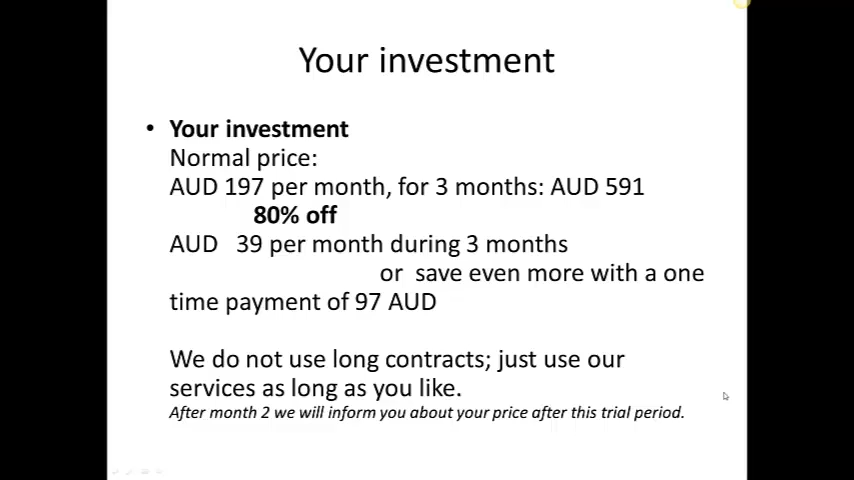 Your investment
• Your investment
Normal price:
AUD 197 per month, for 3 months: AUD 591
80% off
AUD 39 per month during 3 months
or save even more with a one
time payment of 97 AUD
We do not use long contracts; just use our
services as long as you like.
After month 2 we will inform you about your price after this trial period.